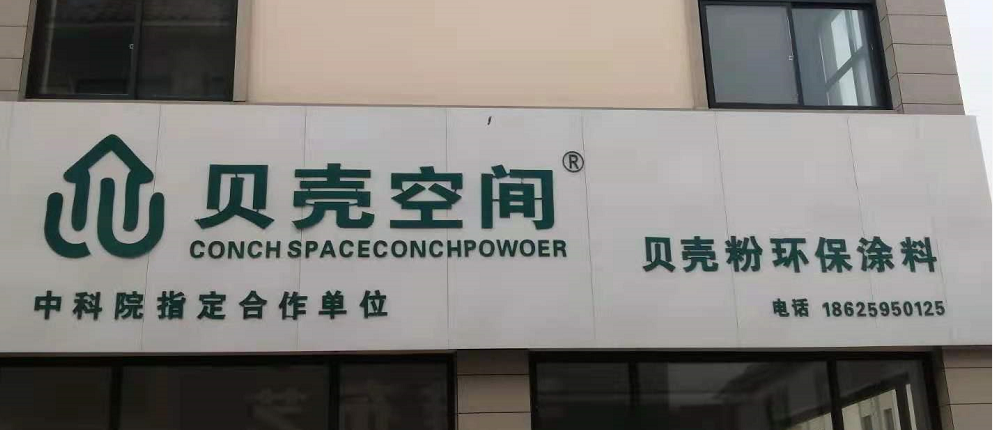 贝壳空间®
CONCH SPACECONCHPOWOER
中科院指定合作单位
贝壳粉环保涂料
电话 18625950125